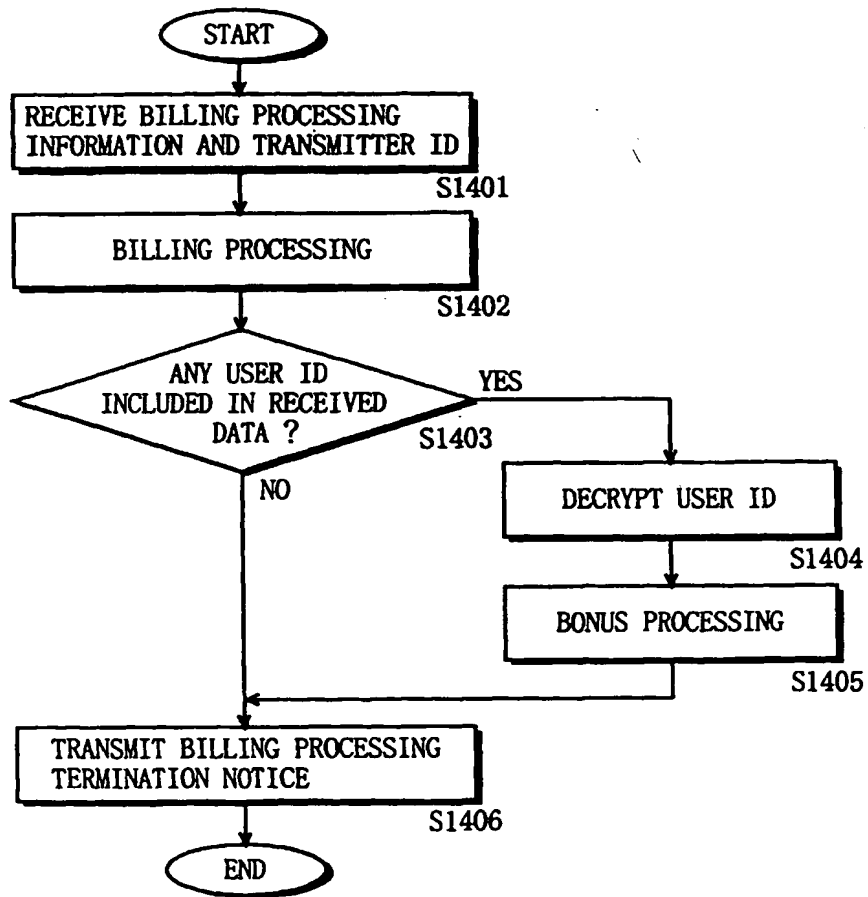 START
RECEIVE BILLING PROCESSING
INFORMATION AND TRANSMITTER ID
S1401
BILLING PROCESSING
S1402
ANY USER ID
INCLUDED IN RECEIVED
DATA ?
YES
S1403
NO
DECRYPT USER ID
S1404
BONUS PROCESSING
S1405
TRANSMIT BILLING PROCESSING
TERMINATION NOTICE
S1406
END